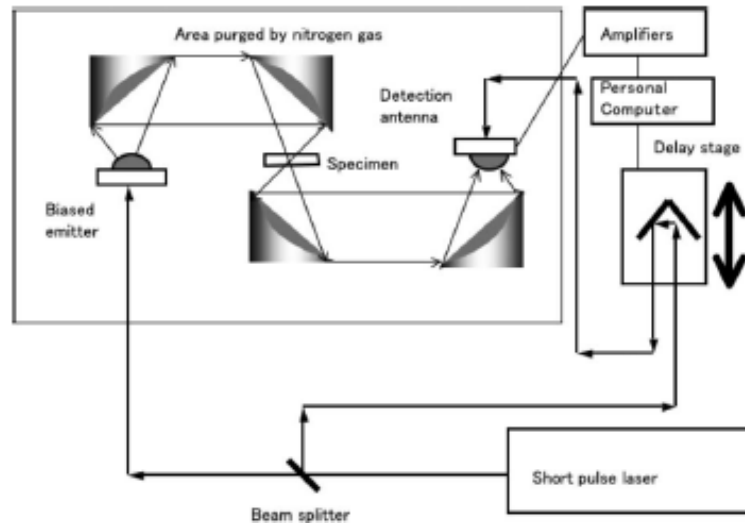 Area purged by nitrogen gas
Amplifiers
Personal
Computer
Detection
antenna
Delay stage
Specimen
Biased
emitter
Short pulse laser
Beam splitter